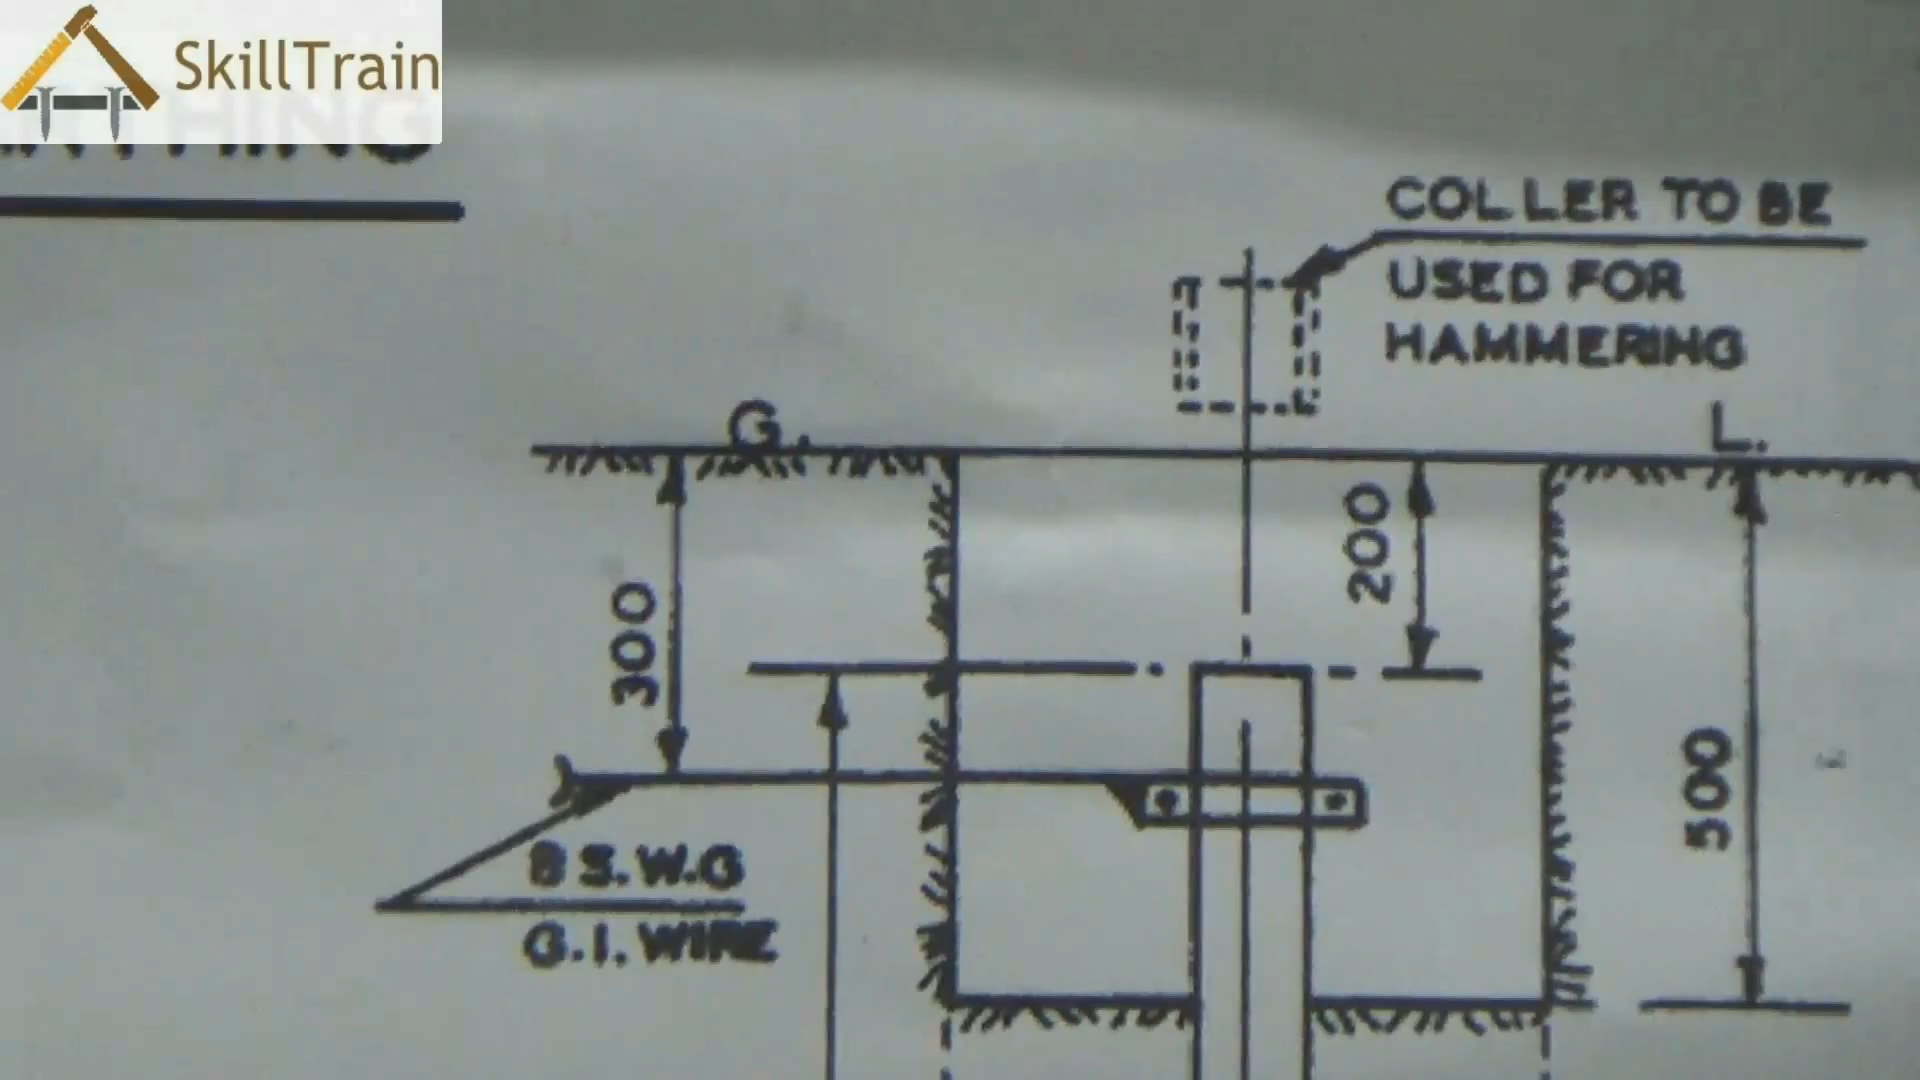 SkillTrain
COLLER TO BE
USED FOR
HAMMERING
G.
L.
200
300
500
8 S.W.G
G.I. WIRE